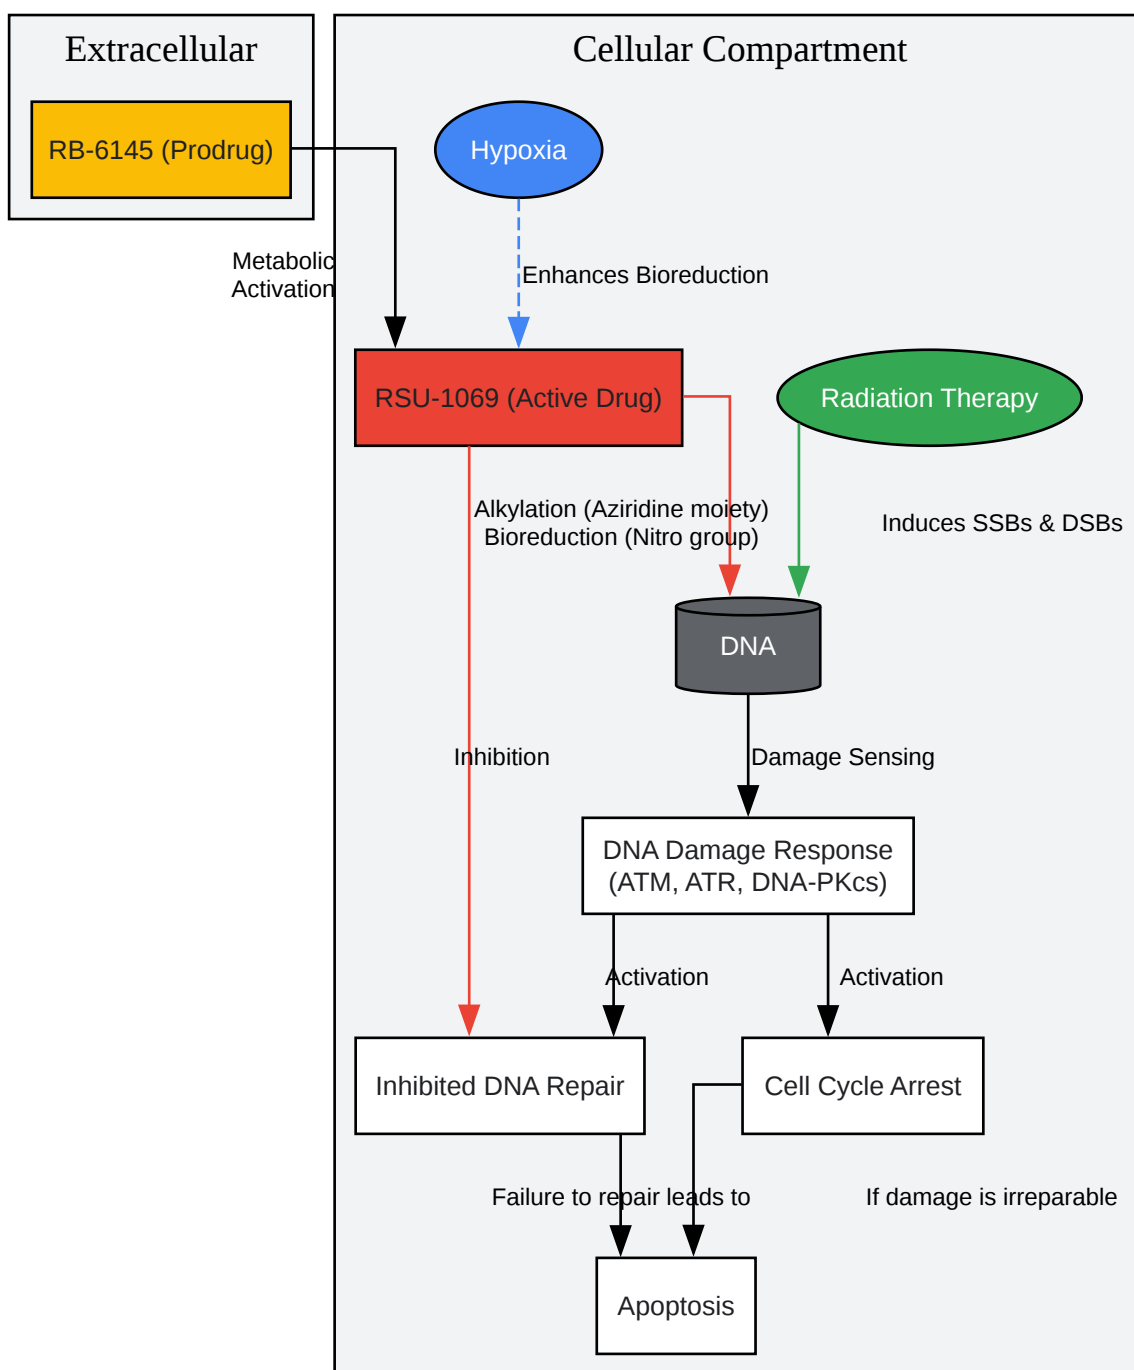 Extracellular
Cellular Compartment
RB-6145 (Prodrug)
Hypoxia
Metabolic
Activation
Enhances Bioreduction
RSU-1069 (Active Drug)
Radiation Therapy
Alkylation (Aziridine moiety)
Bioreduction (Nitro group)
Induces SSBs & DSBs
DNA
Inhibition
Damage Sensing
DNA Damage Response
(ATM, ATR, DNA-PKcs)
Activation
Activation
Inhibited DNA Repair
Cell Cycle Arrest
Failure to repair leads to
If damage is irreparable
Apoptosis